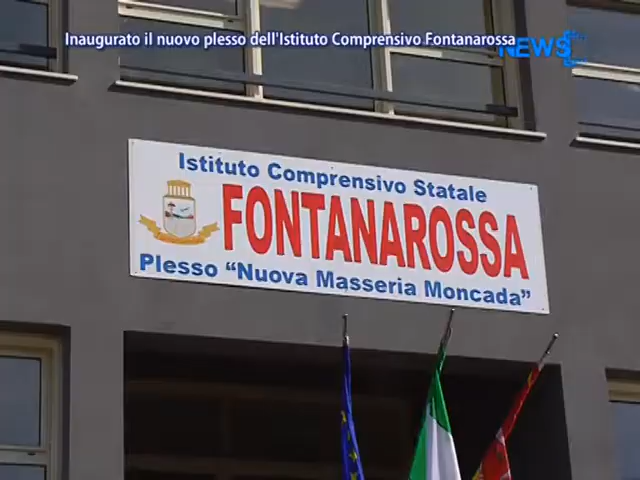 Inaugurato il nuovo plesso dell'Istituto Comprensivo Fontanarossa
NEWS
Istituto Comprensivo Statale
FONTANAROSSA
Plesso “Nuova Masseria Moncada”